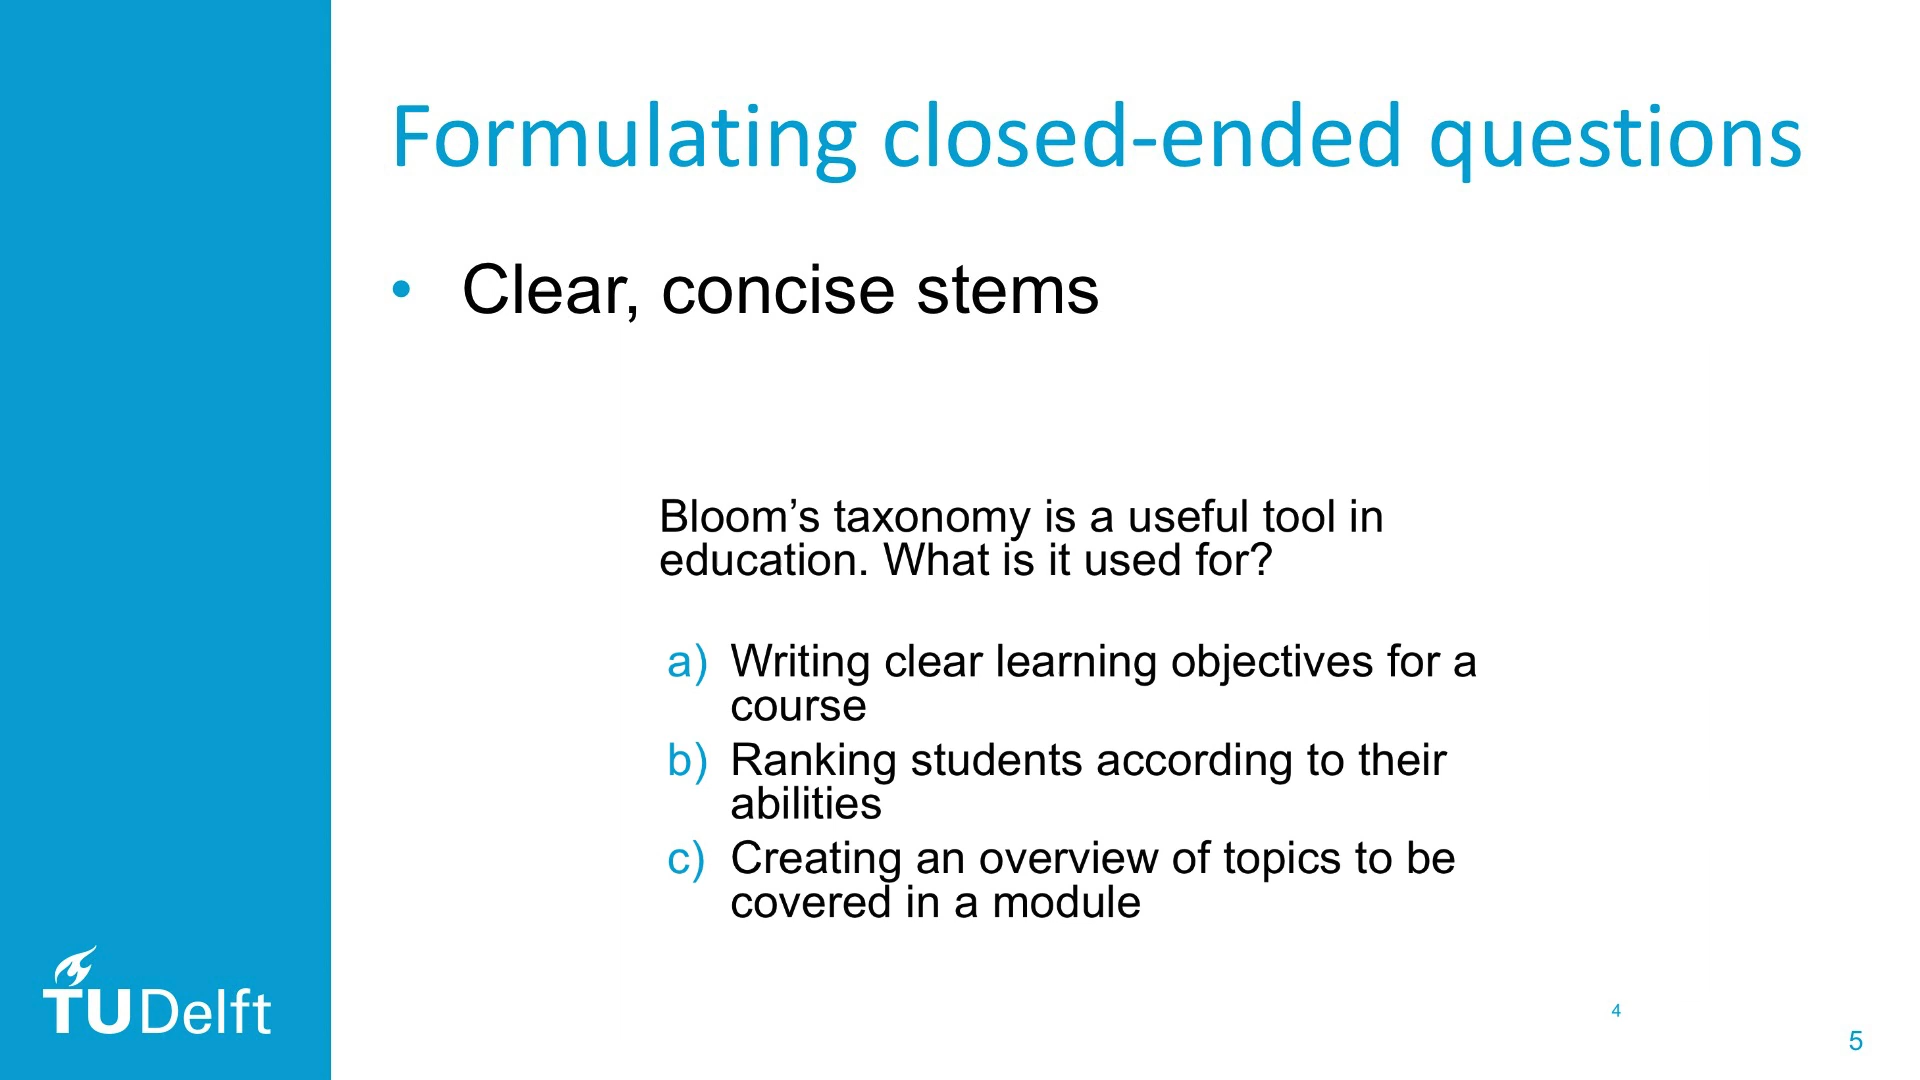 Formulating closed-ended questions
• Clear, concise stems
Bloom’s taxonomy is a useful tool in
education. What is it used for?
a) Writing clear learning objectives for a
course
b) Ranking students according to their
abilities
c) Creating an overview of topics to be
covered in a module
TUDelft
4
5